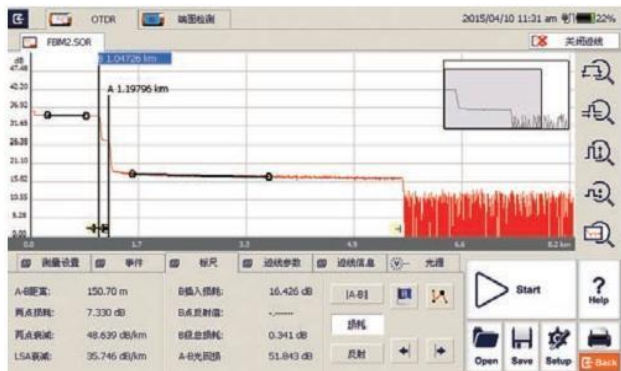 OTDR
端面检测
2015/04/10 11:31 am
22%
FBIM2.SOR
关闭迹线
dB
47.48
B 1.04726 km
A 1.19796 km
42.20
36.92
31.65
26.38
21.10
15.82
10.55
5.28
0.00
0.0
1.7
3.3
4.9
6.6
8.2 km
测量设置
事件
标尺
迹线参数
迹线信息
光源
A-B距离:
150.70 m
B插入损耗:
16.426 dB
|A-B|
两点损耗:
7.330 dB
B点反射值:
-.-----
损耗
两点衰减:
48.639 dB/km
B段总损耗:
0.341 dB
LSA衰减:
35.746 dB/km
A-B光回损
51.843 dB
反射
Start
?
Help
Open
Save
Setup
Back